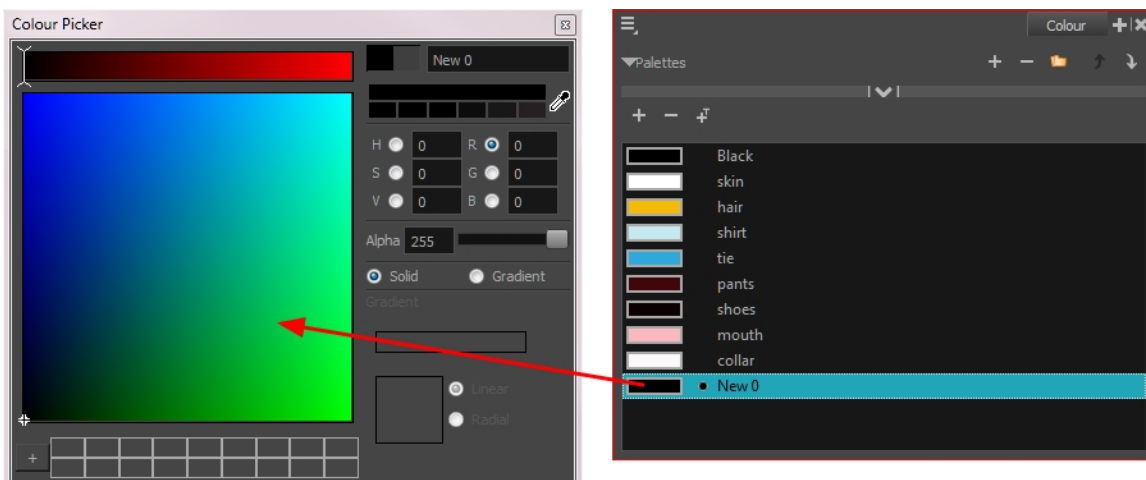 Colour Picker
New 0
H 0 R 0
S 0 G 0
V 0 B 0
Alpha 255
Solid Gradient
Gradient
Linear
Radial
+
Colour
Palettes
Black
skin
hair
shirt
tie
pants
shoes
mouth
collar
New 0